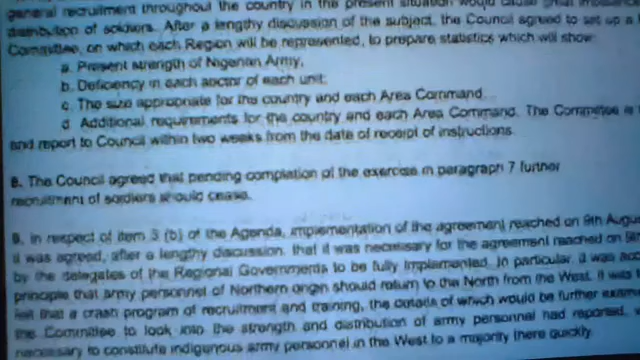 general recruitment throughout the country in the present situation would cause great
distribution of soldiers. After a lengthy discussion of the subject, the Council agreed to set up a
Committee, on which each Region will be represented, to prepare statistics which will show:
a. Present strength of Nigerian Army;
b. Deficiency in each sector of each unit;
c. The size appropriate for the country and each Area Command.
d. Additional requirements for the country and each Area Command. The Committee is
and report to Council within two weeks from the date of receipt of instructions.
8. The Council agreed that pending completion of the exercise in paragraph 7 further
recruitment of soldiers should cease.
9. In respect of item 3 (b) of the Agenda, implementation of the agreement reached on 9th
it was agreed, after a lengthy discussion, that it was necessary for the agreement reached on
by the delegates of the Regional Governments to be fully implemented. In particular, it was
principle that army personnel of Northern origin should return to the North from the West. It was
felt that a crash program of recruitment and training, the details of which would be further
the Committee to look into the strength and distribution of army personnel had reported,
necessary to constitute indigenous army personnel in the West to a majority there quickly.